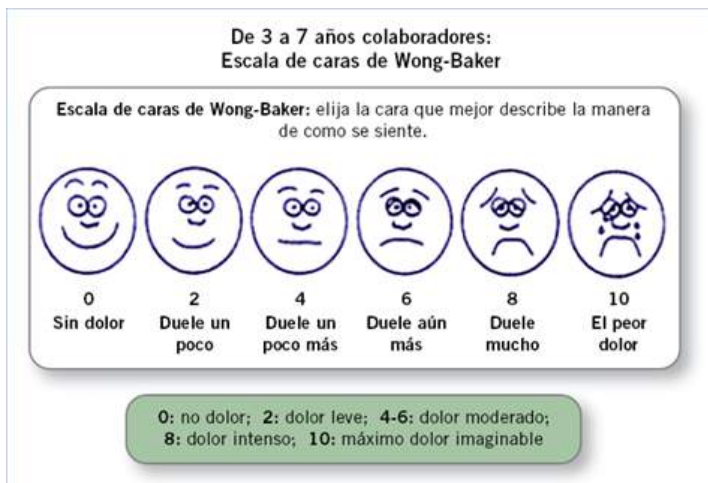 De 3 a 7 años colaboradores:
Escala de caras de Wong-Baker
Escala de caras de Wong-Baker: elija la cara que mejor describe la manera
de como se siente.
0 2 4 6 8 10
Sin dolor Duele un Duele un Duele aún Duele El peor
poco poco más más mucho dolor
0: no dolor; 2: dolor leve; 4-6: dolor moderado;
8: dolor intenso; 10: máximo dolor imaginable